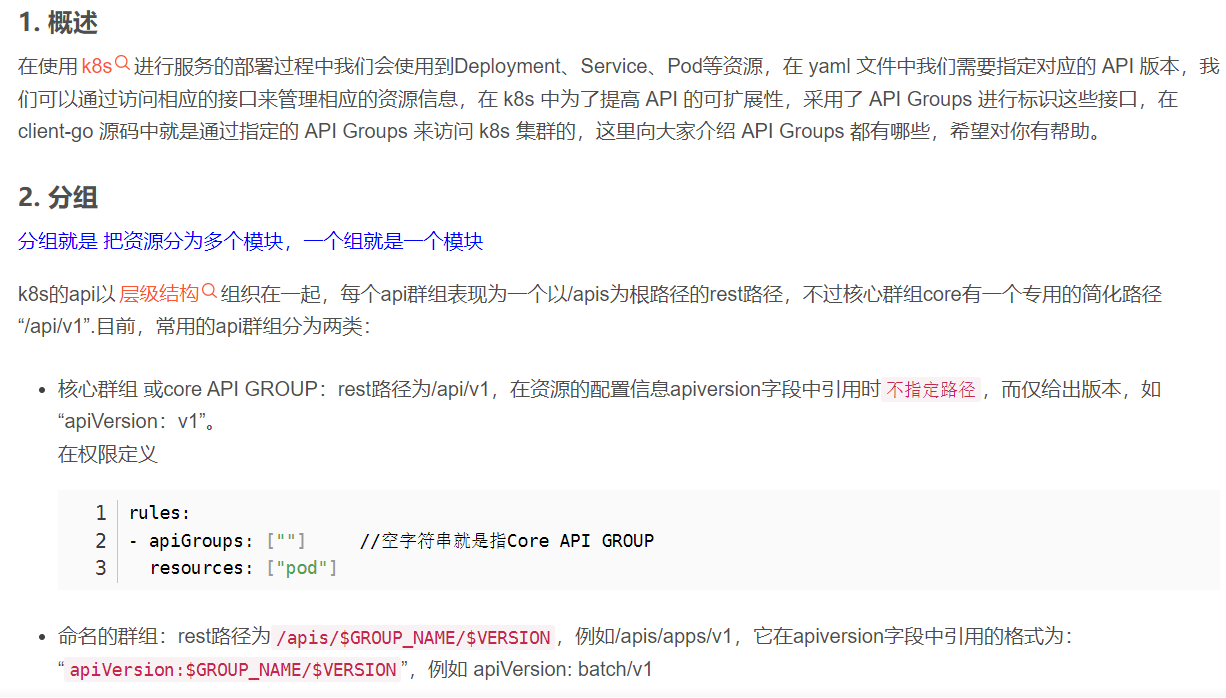 1. 概述
在使用 k8s 进行服务的部署过程中我们会使用到Deployment、Service、Pod等资源，在 yaml 文件中我们需要指定对应的 API 版本，我
们可以通过访问相应的接口来管理相应的资源信息，在 k8s 中为了提高 API 的可扩展性，采用了 API Groups 进行标识这些接口，在
client-go 源码中就是通过指定的 API Groups 来访问 k8s 集群的，这里向大家介绍 API Groups 都有哪些，希望对你有帮助。
2. 分组
分组就是 把资源分为多个模块，一个组就是一个模块
k8s的api以 层级结构 组织在一起，每个api群组表现为一个以/apis为根路径的rest路径，不过核心群组core有一个专用的简化路径
“/api/v1”.目前，常用的api群组分为两类：
• 核心群组 或core API GROUP：rest路径为/api/v1，在资源的配置信息apiversion字段中引用时 不指定路径 ，而仅给出版本，如
“apiVersion：v1”。
在权限定义
1 rules:
2 - apiGroups: [""]     //空字符串就是指Core API GROUP
3   resources: ["pod"]
• 命名的群组：rest路径为 /apis/$GROUP_NAME/$VERSION ，例如/apis/apps/v1，它在apiversion字段中引用的格式为：
“ apiVersion:$GROUP_NAME/$VERSION ”，例如 apiVersion: batch/v1